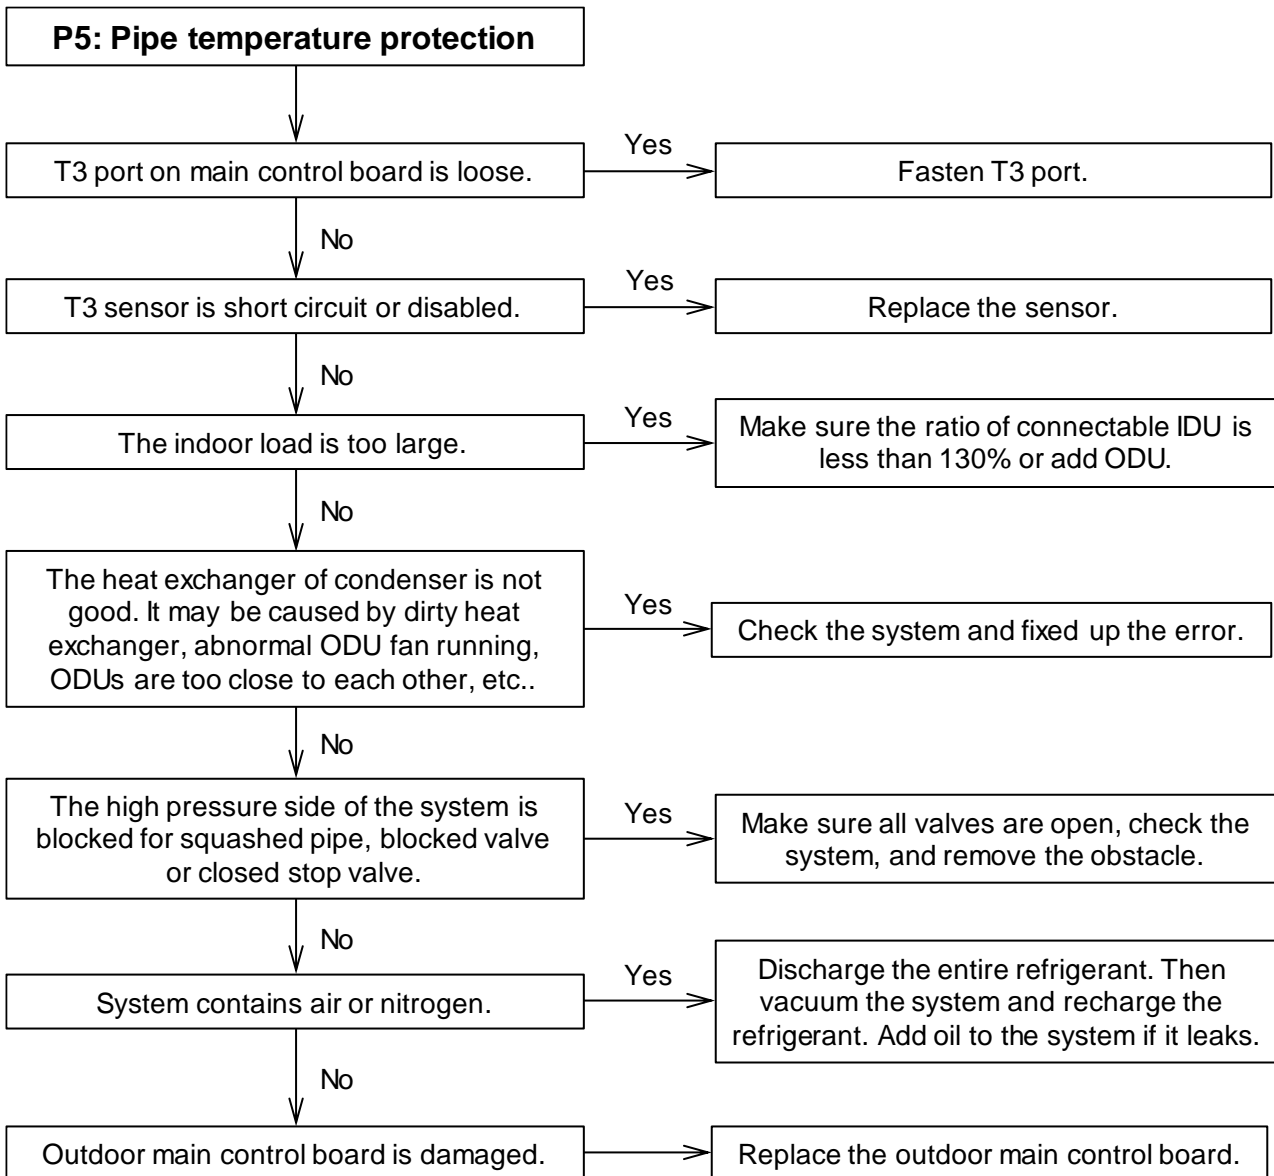 P5: Pipe temperature protection
T3 port on main control board is loose.
Yes
Fasten T3 port.
No
T3 sensor is short circuit or disabled.
Yes
Replace the sensor.
No
The indoor load is too large.
Yes
Make sure the ratio of connectable IDU is
less than 130% or add ODU.
No
The heat exchanger of condenser is not
good. It may be caused by dirty heat
exchanger, abnormal ODU fan running,
ODUs are too close to each other, etc..
Yes
Check the system and fixed up the error.
No
The high pressure side of the system is
blocked for squashed pipe, blocked valve
or closed stop valve.
Yes
Make sure all valves are open, check the
system, and remove the obstacle.
No
System contains air or nitrogen.
Yes
Discharge the entire refrigerant. Then
vacuum the system and recharge the
refrigerant. Add oil to the system if it leaks.
No
Outdoor main control board is damaged.
Replace the outdoor main control board.